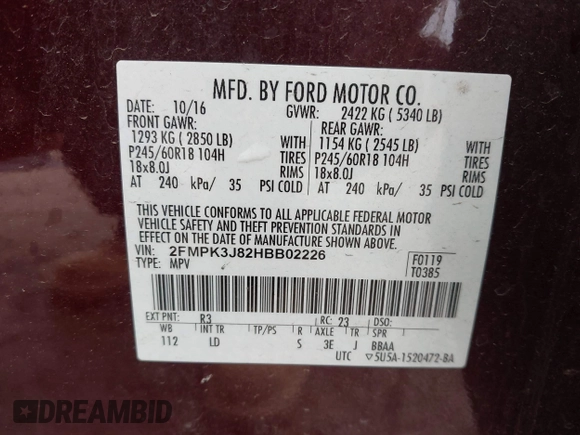 MFD. BY FORD MOTOR CO.
DATE: 10/16 GVWR: 2422 KG ( 5340 LB)
FRONT GAWR: REAR GAWR:
1293 KG ( 2850 LB) WITH 1154 KG ( 2545 LB) WITH
P245/60R18 104H TIRES P245/60R18 104H TIRES
18x8.0J RIMS 18x8.0J RIMS
AT 240 kPa/ 35 PSI COLD AT 240 kPa/ 35 PSI COLD
THIS VEHICLE CONFORMS TO ALL APPLICABLE FEDERAL MOTOR
VEHICLE SAFETY AND THEFT PREVENTION STANDARDS IN
EFFECT ON THE DATE OF MANUFACTURE SHOWN ABOVE.
VIN: 2FMPK3J82HBB02226 F0119
TYPE: MPV T0385
EXT PNT: R3 RC: 23 DSO:
WB INT TR TP/PS R AXLE TR SPR
112 LD S 3E J BBAA
UTC ▽5U5A-1520472-BA
DREAMBID